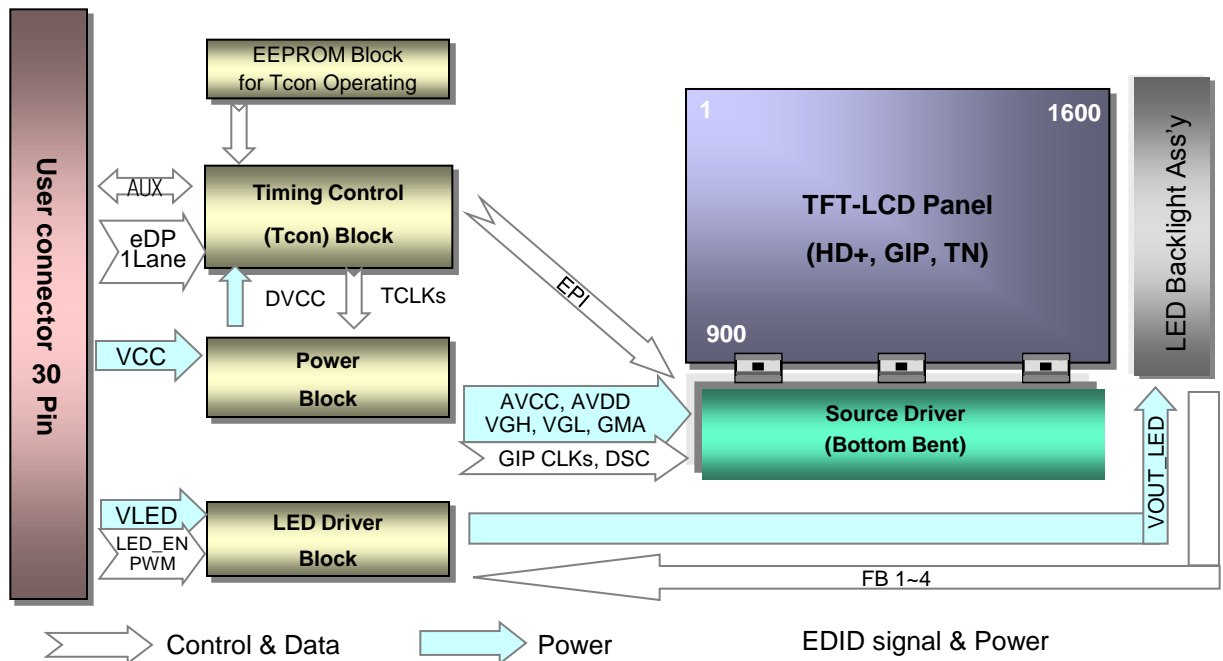 EEPROM Block
for Tcon Operating
User connector 30 Pin
AUX
eDP
1Lane
Timing Control
(Tcon) Block
DVCC
TCLKs
VCC
Power
Block
EPI
1
1600
TFT-LCD Panel
(HD+, GIP, TN)
900
LED Backlight Ass'y
AVCC, AVDD
VGH, VGL, GMA
GIP CLKs, DSC
Source Driver
(Bottom Bent)
VLED
LED_EN
PWM
LED Driver
Block
VOUT_LED
FB 1~4
Control & Data
Power
EDID signal & Power